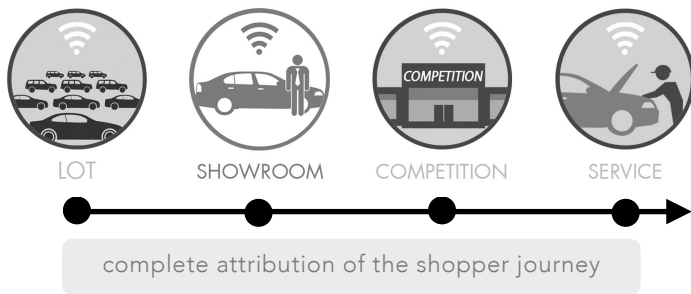 COMPETITION
LOT
SHOWROOM
COMPETITION
SERVICE
complete attribution of the shopper journey